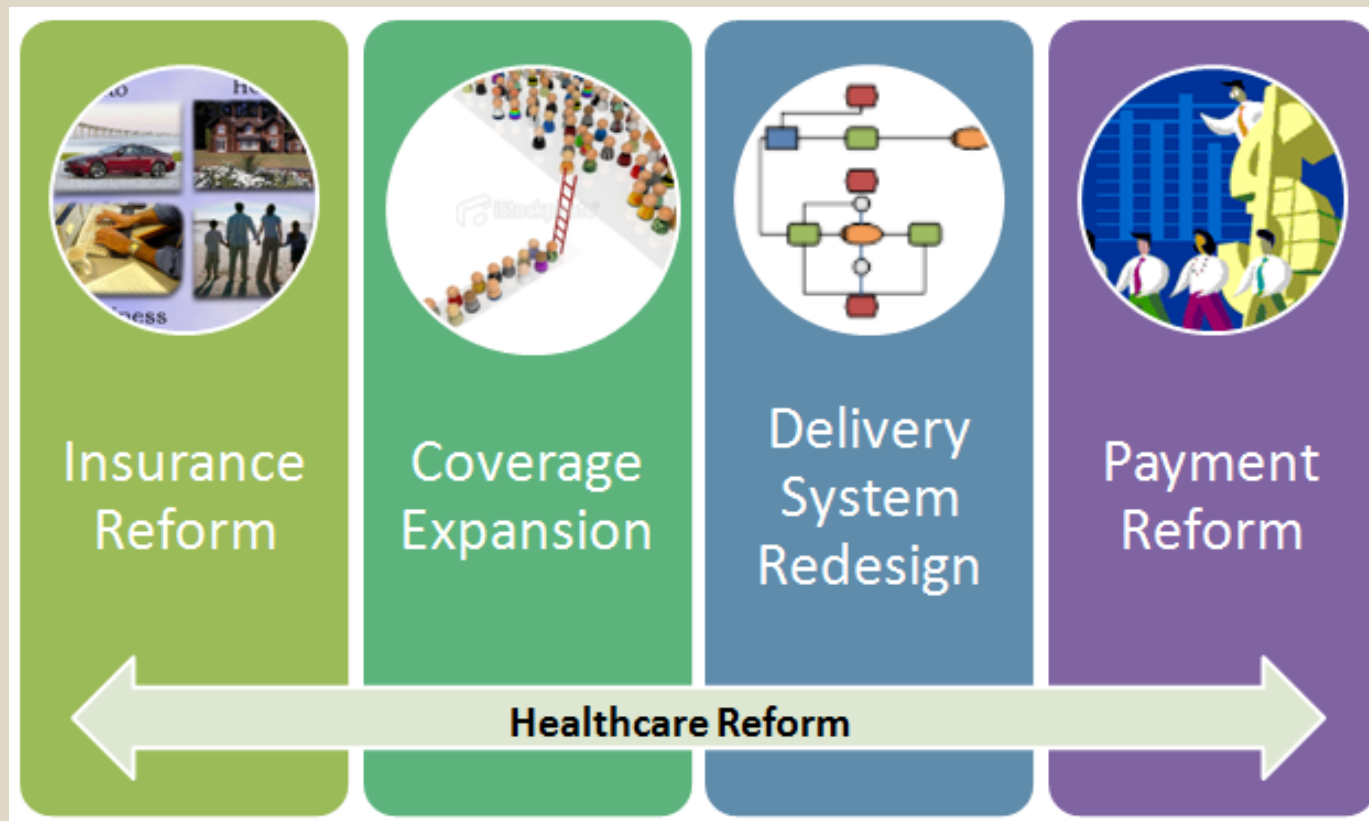 Insurance
Reform
Coverage
Expansion
Delivery
System
Redesign
Payment
Reform
Healthcare Reform